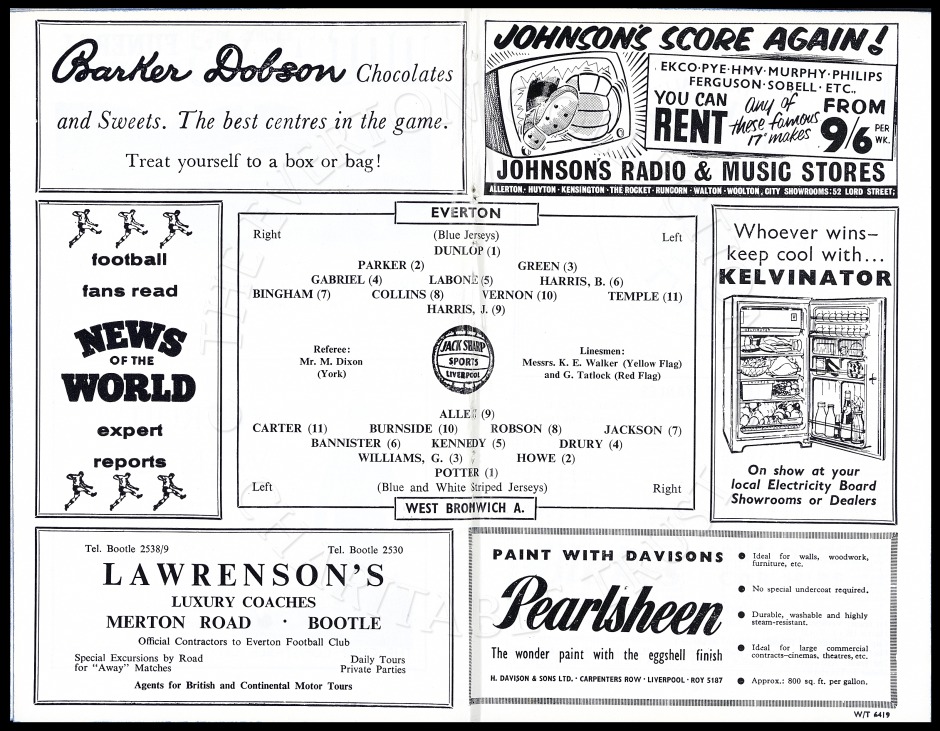 Barker Dobson Chocolates
and Sweets. The best centres in the game.
Treat yourself to a box or bag!
JOHNSON'S SCORE AGAIN!
EKCO·PYE·HMV·MURPHY·PHILIPS
FERGUSON·SOBELL·ETC.,
YOU CAN RENT any of these famous 17" makes FROM 9/6 PER WK.
JOHNSON'S RADIO & MUSIC STORES
ALLERTON · HUYTON · KENSINGTON · THE ROCKET · RUNCORN · WALTON · WOOLTON, CITY SHOWROOMS: 52 LORD STREET;
football
fans read
NEWS
OF THE
WORLD
expert
reports
EVERTON
Right (Blue Jerseys) Left
DUNLOP (1)
PARKER (2) GREEN (3)
GABRIEL (4) LABONE (5) HARRIS, B. (6)
BINGHAM (7) COLLINS (8) VERNON (10) TEMPLE (11)
HARRIS, J. (9)
Referee:
Mr. M. Dixon
(York)
JACK SHARP
SPORTS
LIVERPOOL
Linesmen:
Messrs. K. E. Walker (Yellow Flag)
and G. Tatlock (Red Flag)
ALLEN (9)
CARTER (11) BURNSIDE (10) ROBSON (8) JACKSON (7)
BANNISTER (6) KENNEDY (5) DRURY (4)
WILLIAMS, G. (3) HOWE (2)
POTTER (1)
Left (Blue and White Striped Jerseys) Right
WEST BROMWICH A.
Whoever wins–
keep cool with...
KELVINATOR
KELVINATOR
On show at your
local Electricity Board
Showrooms or Dealers
Tel. Bootle 2538/9 Tel. Bootle 2530
LAWRENSON'S
LUXURY COACHES
MERTON ROAD · BOOTLE
Official Contractors to Everton Football Club
Special Excursions by Road
for "Away" Matches
Daily Tours
Private Parties
Agents for British and Continental Motor Tours
PAINT WITH DAVISONS
Pearlsheen
The wonder paint with the eggshell finish
H. DAVISON & SONS LTD. · CARPENTERS ROW · LIVERPOOL · ROY 5187
● Ideal for walls, woodwork,
furniture, etc.
● No special undercoat required.
● Durable, washable and highly
steam-resistant.
● Ideal for large commercial
contracts–cinemas, theatres, etc.
● Approx.: 800 sq. ft. per gallon.
W/T 6419
THE EVERTON
CHARITABLE TRUST